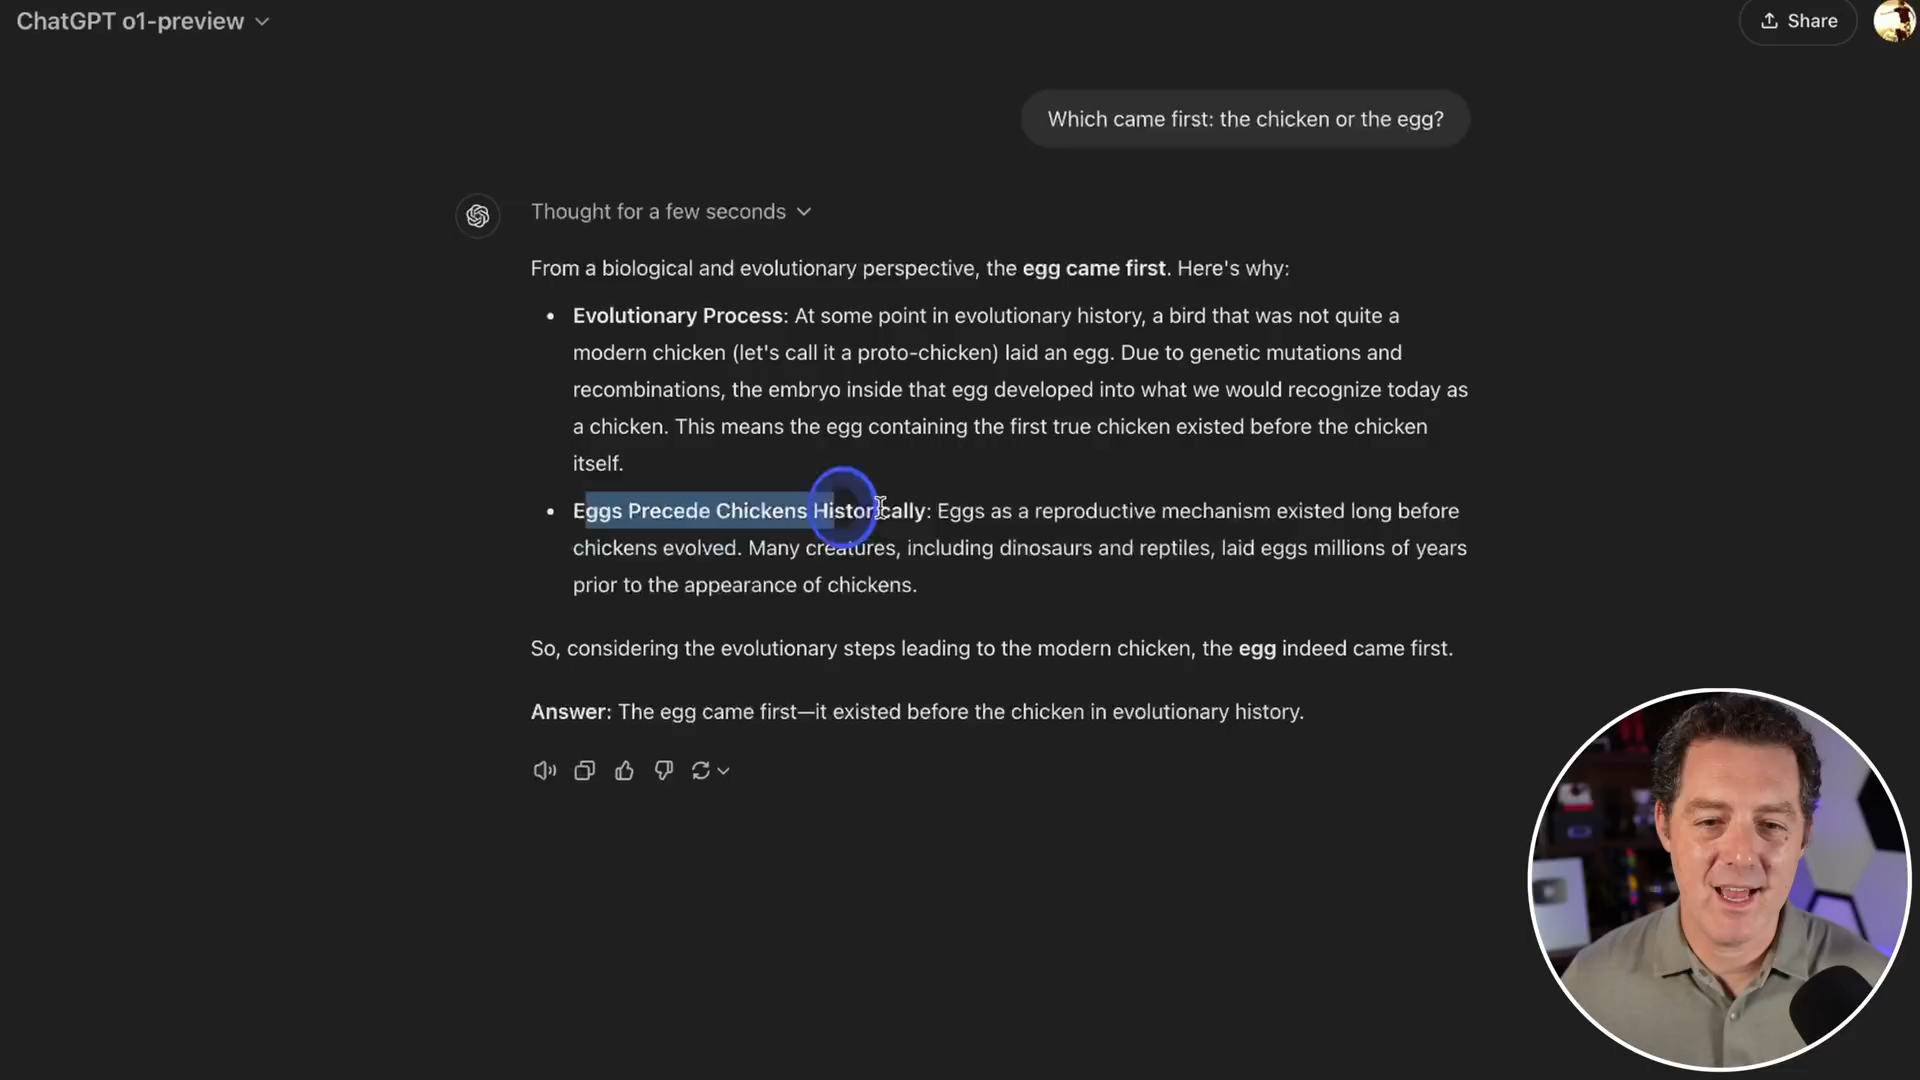 ChatGPT o1-preview
Share
Which came first: the chicken or the egg?
Thought for a few seconds
From a biological and evolutionary perspective, the egg came first. Here's why:
• Evolutionary Process: At some point in evolutionary history, a bird that was not quite a
modern chicken (let's call it a proto-chicken) laid an egg. Due to genetic mutations and
recombinations, the embryo inside that egg developed into what we would recognize today as
a chicken. This means the egg containing the first true chicken existed before the chicken
itself.
• Eggs Precede Chickens Historically: Eggs as a reproductive mechanism existed long before
chickens evolved. Many creatures, including dinosaurs and reptiles, laid eggs millions of years
prior to the appearance of chickens.
So, considering the evolutionary steps leading to the modern chicken, the egg indeed came first.
Answer: The egg came first—it existed before the chicken in evolutionary history.